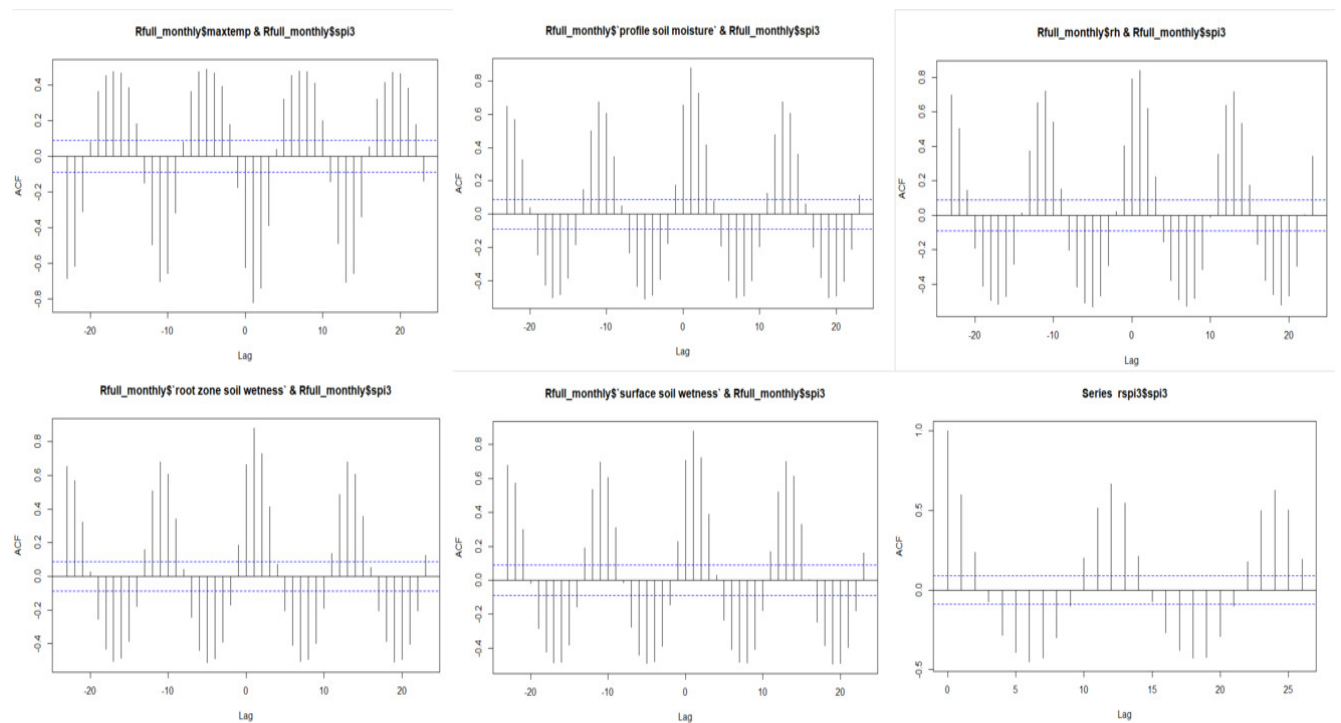 Rfull_monthly$maxtemp & Rfull_monthly$spi3
ACF
0.4
0.2
0.0
-0.2
-0.4
-0.6
-0.8
-20 -10 0 10 20
Lag
Rfull_monthly$`profile soil moisture` & Rfull_monthly$spi3
ACF
0.8
0.6
0.4
0.2
0.0
-0.2
-0.4
-20 -10 0 10 20
Lag
Rfull_monthly$rh & Rfull_monthly$spi3
ACF
0.8
0.6
0.4
0.2
0.0
-0.2
-0.4
-20 -10 0 10 20
Lag
Rfull_monthly$`root zone soil wetness` & Rfull_monthly$spi3
ACF
0.8
0.6
0.4
0.2
0.0
-0.2
-0.4
-20 -10 0 10 20
Lag
Rfull_monthly$`surface soil wetness` & Rfull_monthly$spi3
ACF
0.8
0.6
0.4
0.2
0.0
-0.2
-0.4
-20 -10 0 10 20
Lag
Series rspi3$spi3
ACF
1.0
0.5
0.0
-0.5
0 5 10 15 20 25
Lag